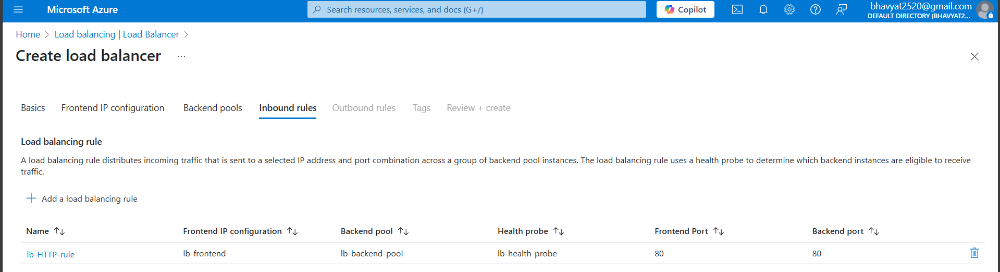 Microsoft Azure
Search resources, services, and docs (G+/)
Copilot
bhavyat2520@gmail.com
DEFAULT DIRECTORY (BHAVYAT2...
Home > Load balancing | Load Balancer >
Create load balancer ...
Basics Frontend IP configuration Backend pools Inbound rules Outbound rules Tags Review + create
Load balancing rule
A load balancing rule distributes incoming traffic that is sent to a selected IP address and port combination across a group of backend pool instances. The load balancing rule uses a health probe to determine which backend instances are eligible to receive
traffic.
+ Add a load balancing rule
Name ↑↓ Frontend IP configuration ↑↓ Backend pool ↑↓ Health probe ↑↓ Frontend Port ↑↓ Backend port ↑↓
lb-HTTP-rule lb-frontend lb-backend-pool lb-health-probe 80 80